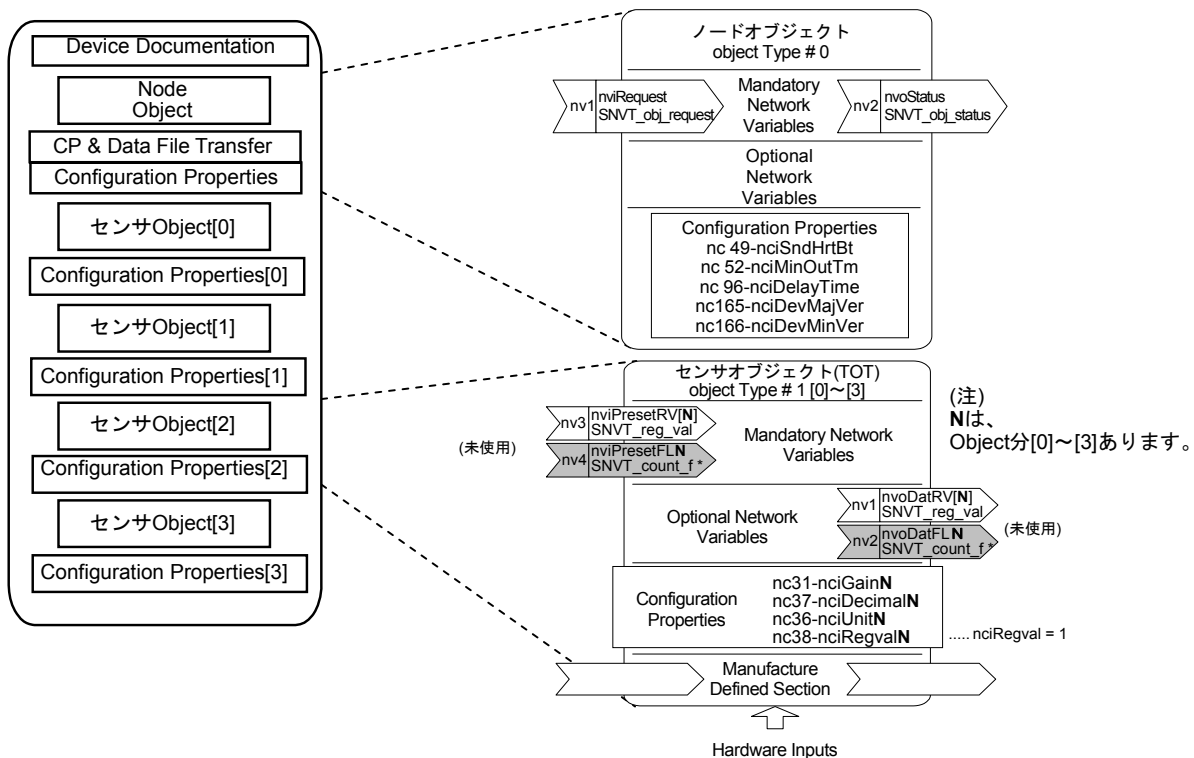 Device Documentation
Node
Object
CP & Data File Transfer
Configuration Properties
センサObject[0]
Configuration Properties[0]
センサObject[1]
Configuration Properties[1]
センサObject[2]
Configuration Properties[2]
センサObject[3]
Configuration Properties[3]
ノードオブジェクト
object Type # 0
nv1
nviRequest
SNVT_obj_request
Mandatory
Network
Variables
nv2
nvoStatus
SNVT_obj_status
Optional
Network
Variables
Configuration Properties
nc 49-nciSndHrtBt
nc 52-nciMinOutTm
nc 96-nciDelayTime
nc165-nciDevMajVer
nc166-nciDevMinVer
センサオブジェクト(TOT)
object Type # 1 [0]～[3]
(未使用)
nv3
nviPresetRV[N]
SNVT_reg_val
nv4
nviPresetFLN
SNVT_count_f *
Mandatory Network
Variables
(注)
Nは、
Object分[0]～[3]あります。
Optional Network
Variables
nv1
nvoDatRV[N]
SNVT_reg_val
nv2
nvoDatFLN
SNVT_count_f *
(未使用)
Configuration
Properties
nc31-nciGainN
nc37-nciDecimalN
nc36-nciUnitN
nc38-nciRegvalN
..... nciRegval = 1
Manufacture
Defined Section
Hardware Inputs